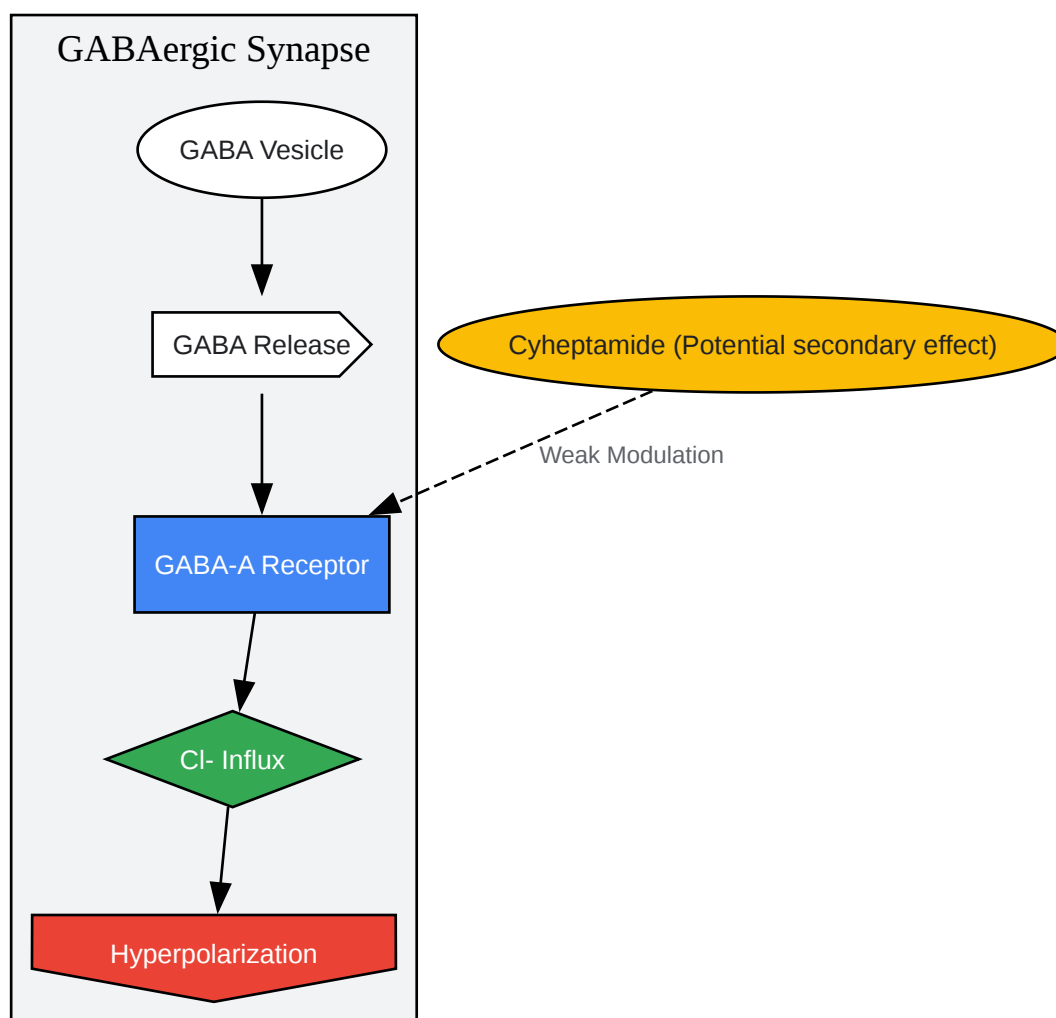 GABAergic Synapse
GABA Vesicle
GABA Release
Cyheptamide (Potential secondary effect)
Weak Modulation
GABA-A Receptor
Cl- Influx
Hyperpolarization